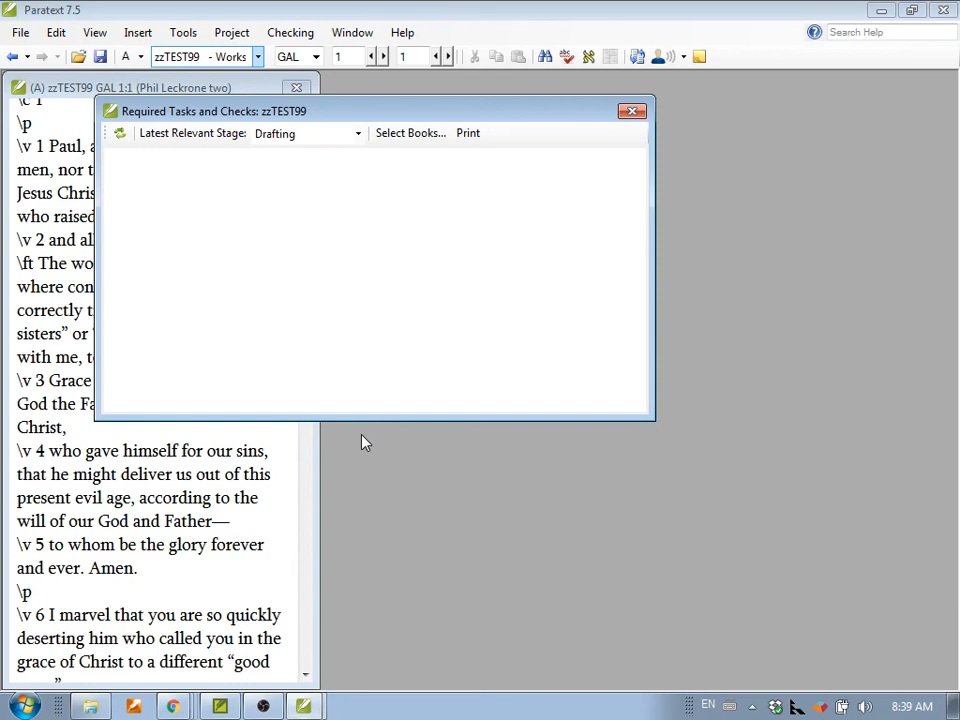 Paratext 7.5
File Edit View Insert Tools Project Checking Window Help
Search Help
A zzTEST99 - Works GAL 1 1
(A) zzTEST99 GAL 1:1 (Phil Leckrone two)
\c 1
\p
\v 1 Paul, a
men, nor t
Jesus Chris
who raised
\v 2 and al
\ft The wo
where con
correctly t
sisters” or
with me, t
\v 3 Grace
God the Fa
Christ,
\v 4 who gave himself for our sins,
that he might deliver us out of this
present evil age, according to the
will of our God and Father—
\v 5 to whom be the glory forever
and ever. Amen.
\p
\v 6 I marvel that you are so quickly
deserting him who called you in the
grace of Christ to a different “good
Required Tasks and Checks: zzTEST99
Latest Relevant Stage: Drafting Select Books... Print
EN 8:39 AM